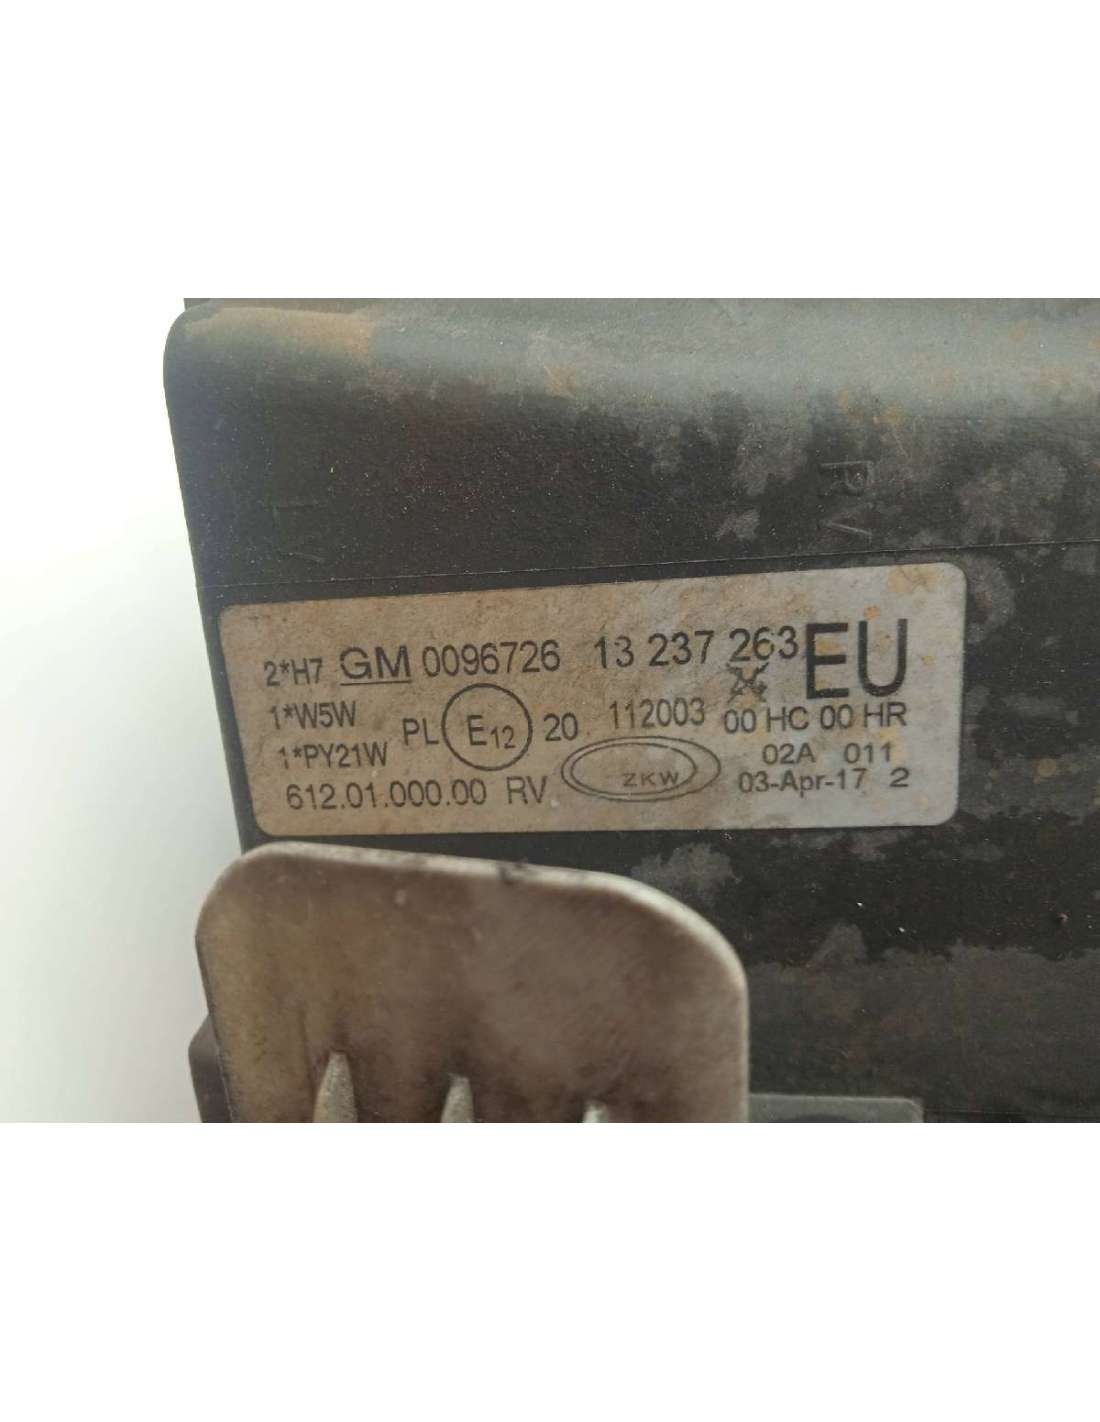 RV
2*H7 GM 0096726 13 237 263 EU
1*W5W PL E12 20 112003 00 HC 00 HR
1*PY21W ZKW 02A 011
612.01.000.00 RV 03-Apr-17 2